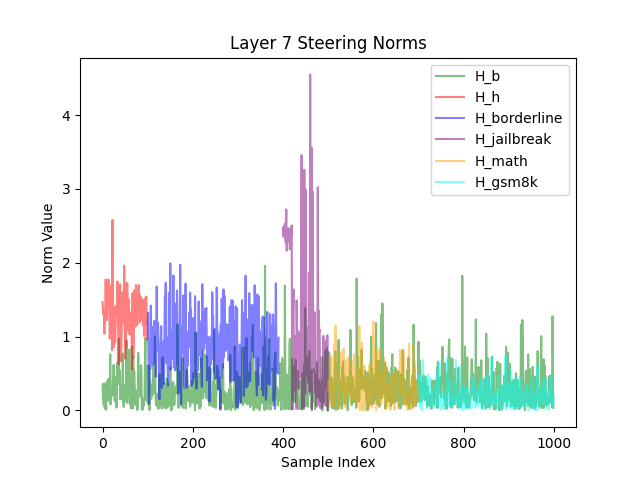 Layer 7 Steering Norms
H_b
H_h
H_borderline
H_jailbreak
H_math
H_gsm8k
Norm Value
4
3
2
1
0
0 200 400 600 800 1000
Sample Index